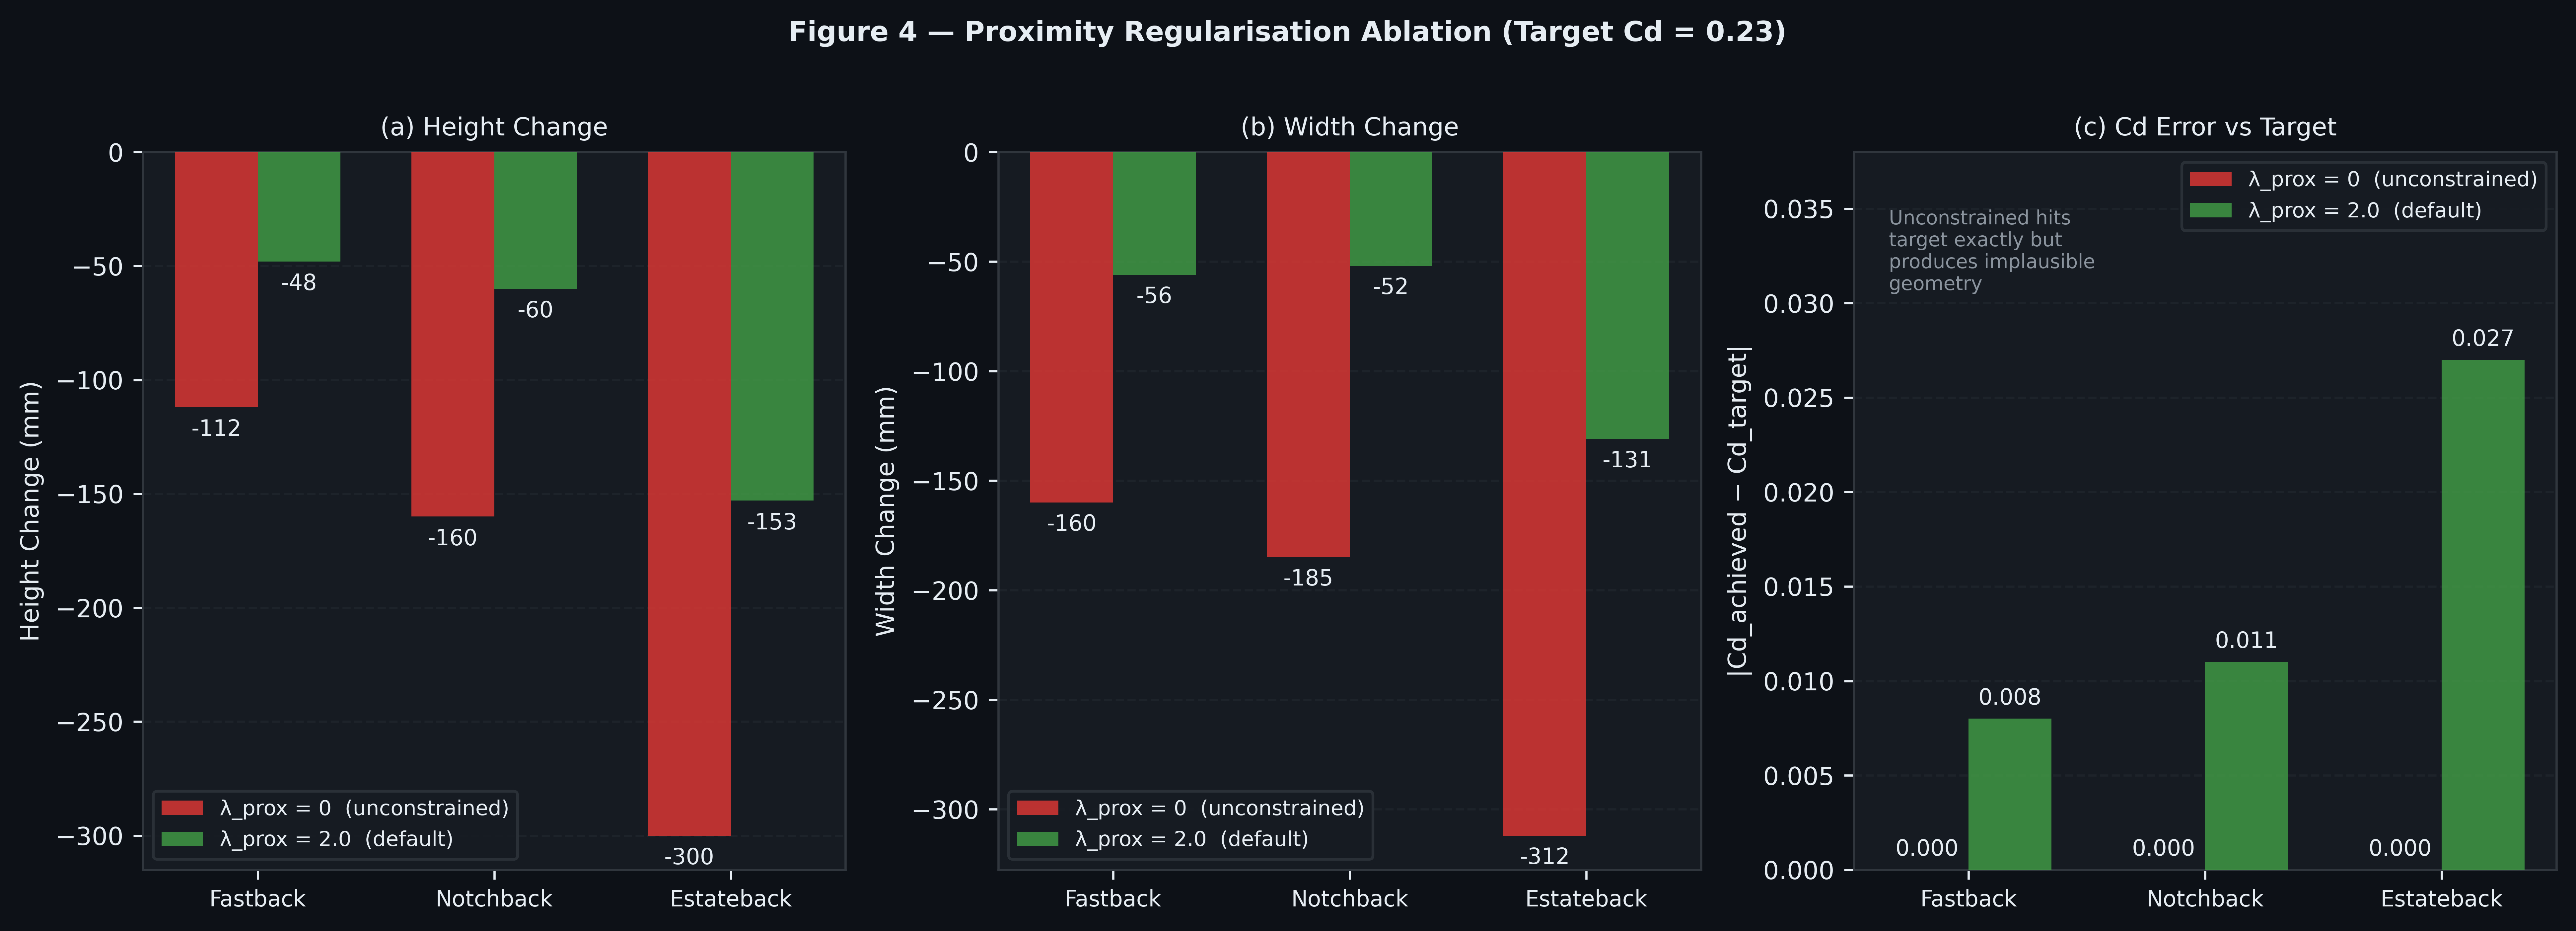 Figure 4 — Proximity Regularisation Ablation (Target Cd = 0.23)
(a) Height Change
Height Change (mm)
0
−50
−100
−150
−200
−250
−300
-112
-48
-160
-60
-300
-153
λ_prox = 0 (unconstrained)
λ_prox = 2.0 (default)
Fastback
Notchback
Estateback
(b) Width Change
Width Change (mm)
0
−50
−100
−150
−200
−250
−300
-160
-56
-185
-52
-312
-131
λ_prox = 0 (unconstrained)
λ_prox = 2.0 (default)
Fastback
Notchback
Estateback
(c) Cd Error vs Target
|Cd_achieved − Cd_target|
0.035
0.030
0.025
0.020
0.015
0.010
0.005
0.000
λ_prox = 0 (unconstrained)
λ_prox = 2.0 (default)
Unconstrained hits
target exactly but
produces implausible
geometry
0.000
0.008
0.000
0.011
0.000
0.027
Fastback
Notchback
Estateback